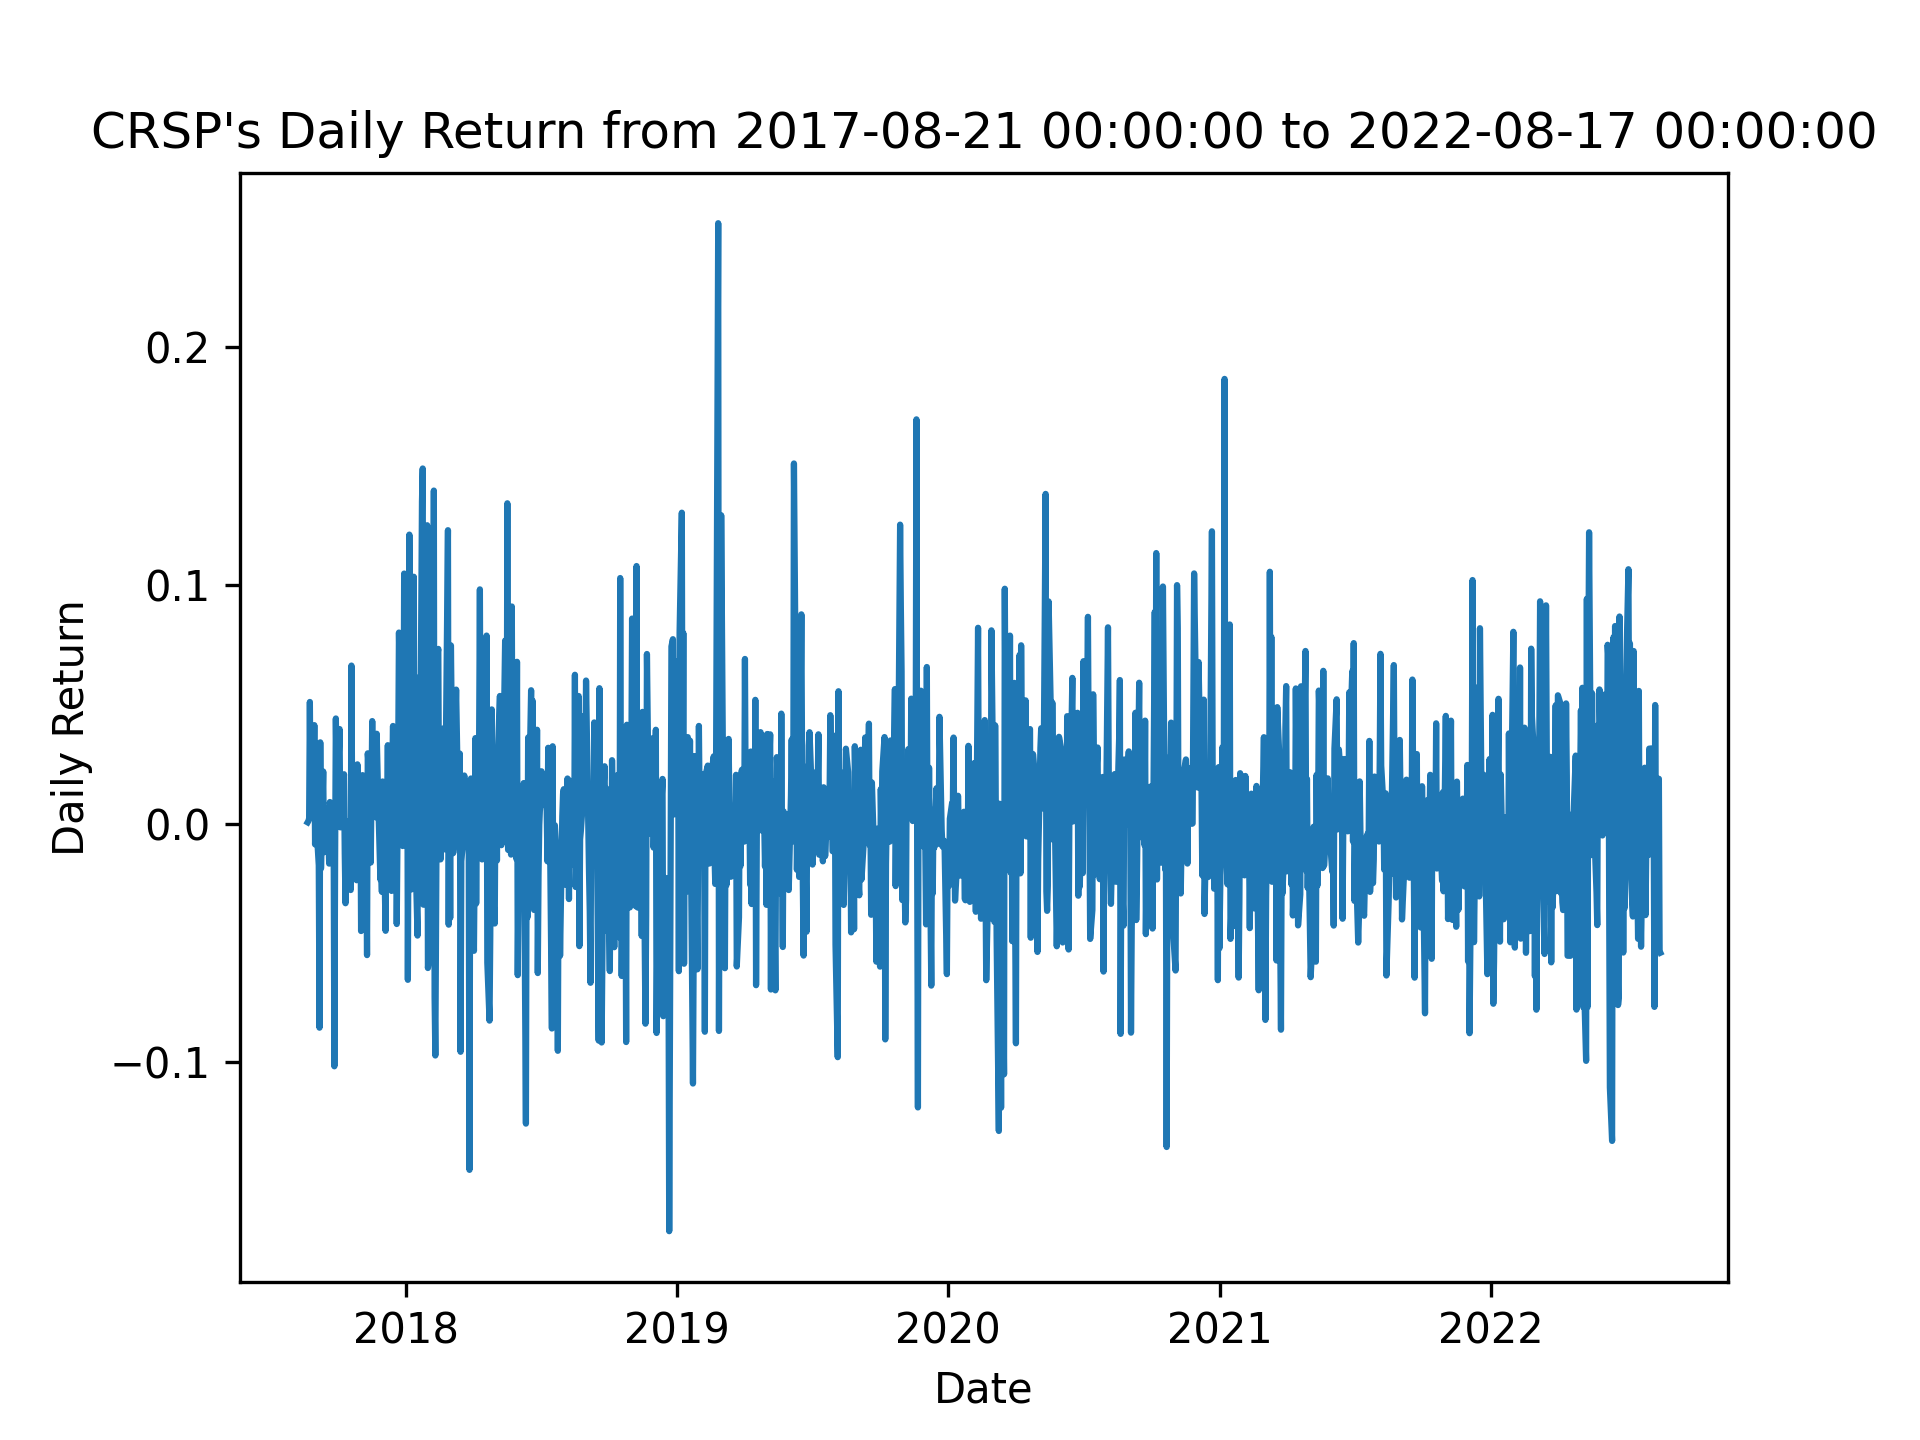 CRSP's Daily Return from 2017-08-21 00:00:00 to 2022-08-17 00:00:00
Daily Return
0.2
0.1
0.0
−0.1
2018 2019 2020 2021 2022
Date